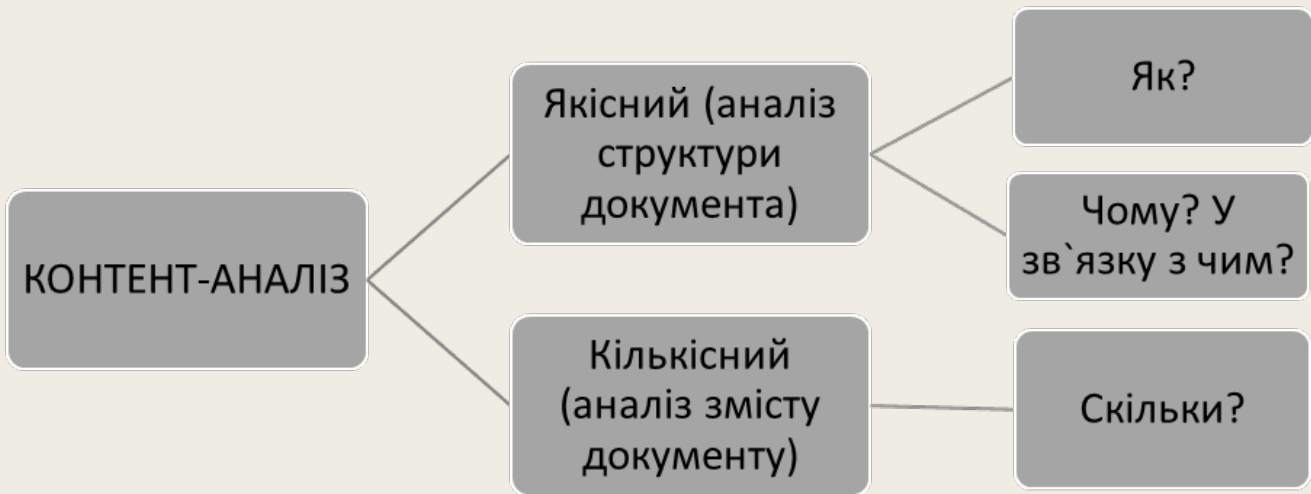 КОНТЕНТ-АНАЛІЗ
Якісний (аналіз
структури
документа)
Як?
Чому? У
зв`язку з чим?
Кількісний
(аналіз змісту
документу)
Скільки?